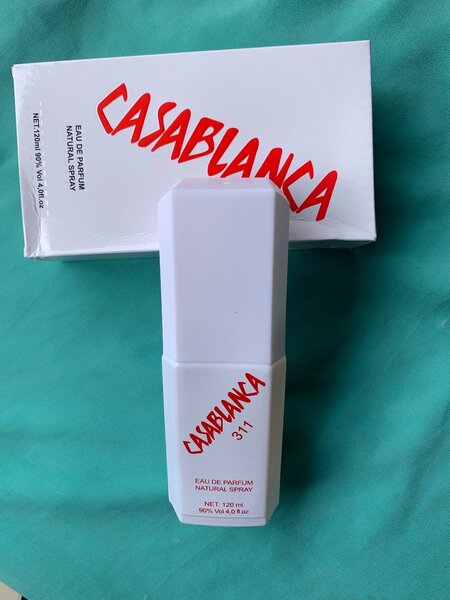 CASABLANCA
EAU DE PARFUM
NATURAL SPRAY
NET.120ml 90% Vol 4,0fl.oz
CASABLANCA
311
EAU DE PARFUM
NATURAL SPRAY
NET. 120 ml
90% Vol 4,0 fl.oz